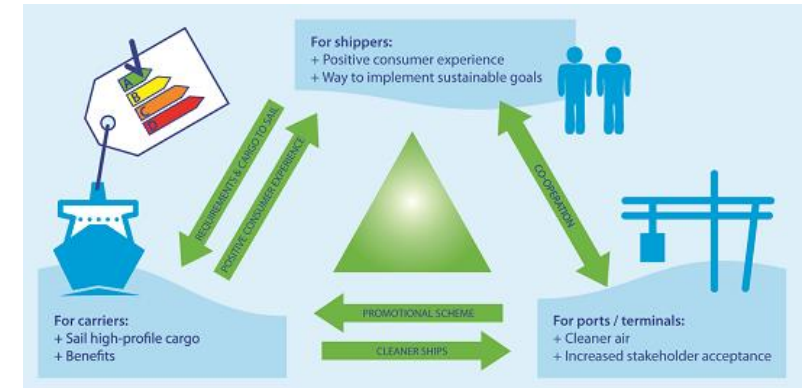 For shippers:
+ Positive consumer experience
+ Way to implement sustainable goals
A
B
C
D
REQUIREMENTS & CARGO TO SAIL
POSITIVE CONSUMER EXPERIENCE
CO-OPERATION
PROMOTIONAL SCHEME
CLEANER SHIPS
For carriers:
+ Sail high-profile cargo
+ Benefits
For ports / terminals:
+ Cleaner air
+ Increased stakeholder acceptance